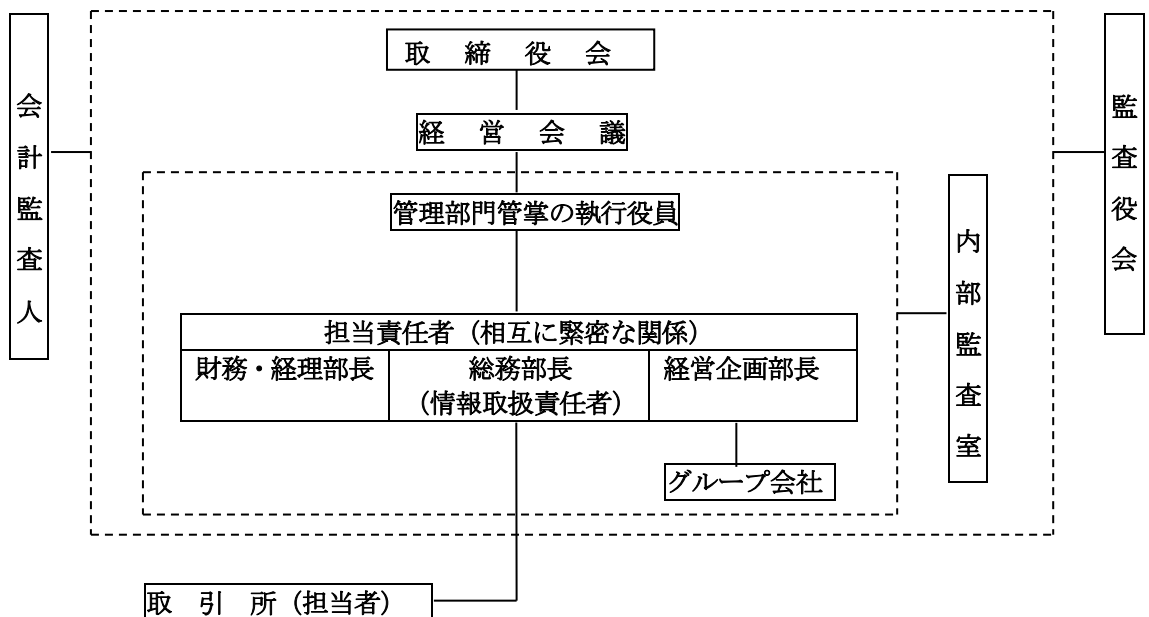 会計監査人
取締役会
経営会議
管理部門管掌の執行役員
担当責任者（相互に緊密な関係）
財務・経理部長
総務部長
（情報取扱責任者）
経営企画部長
グループ会社
内部監査室
監査役会
取引所（担当者）